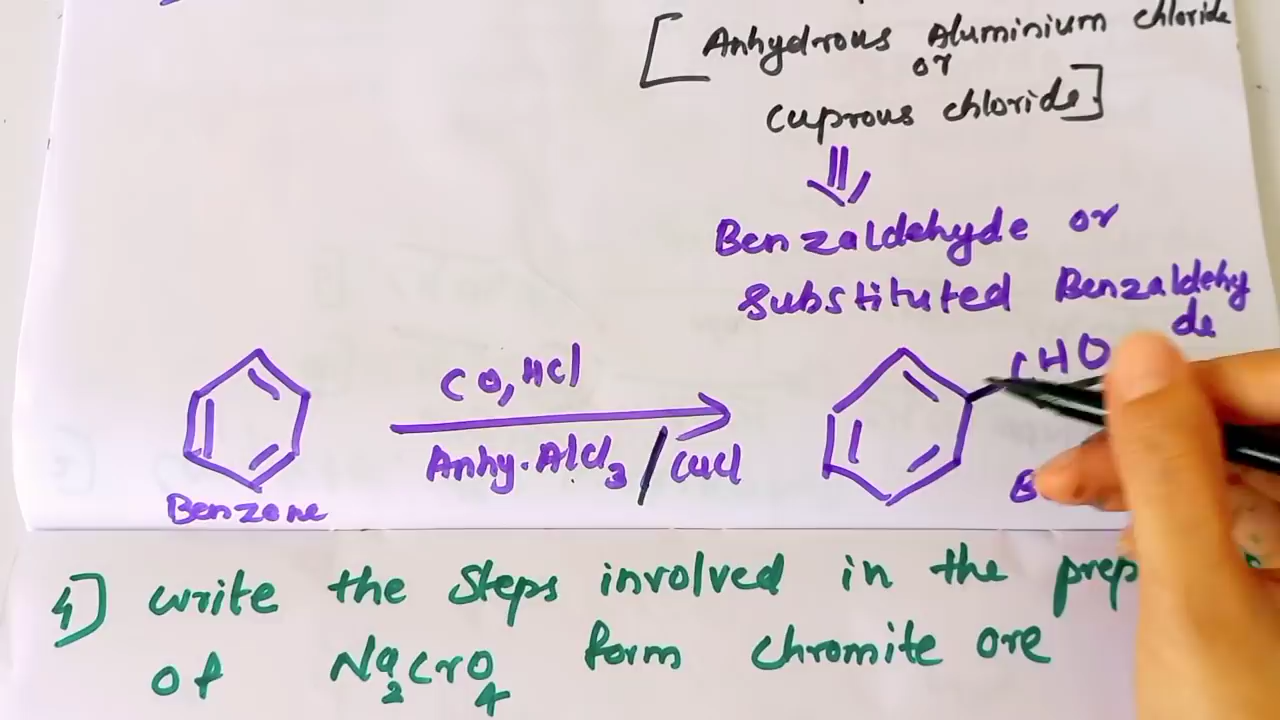 [Anhydrous Aluminium chloride
or
cuprous chloride]
Benzaldehyde or
substituted Benzaldehy
de
CHO
CO, HCl
Anhy. AlCl3 / CuCl
Benzene
4] write the steps involved in the
of Na2CrO4 form chromite ore